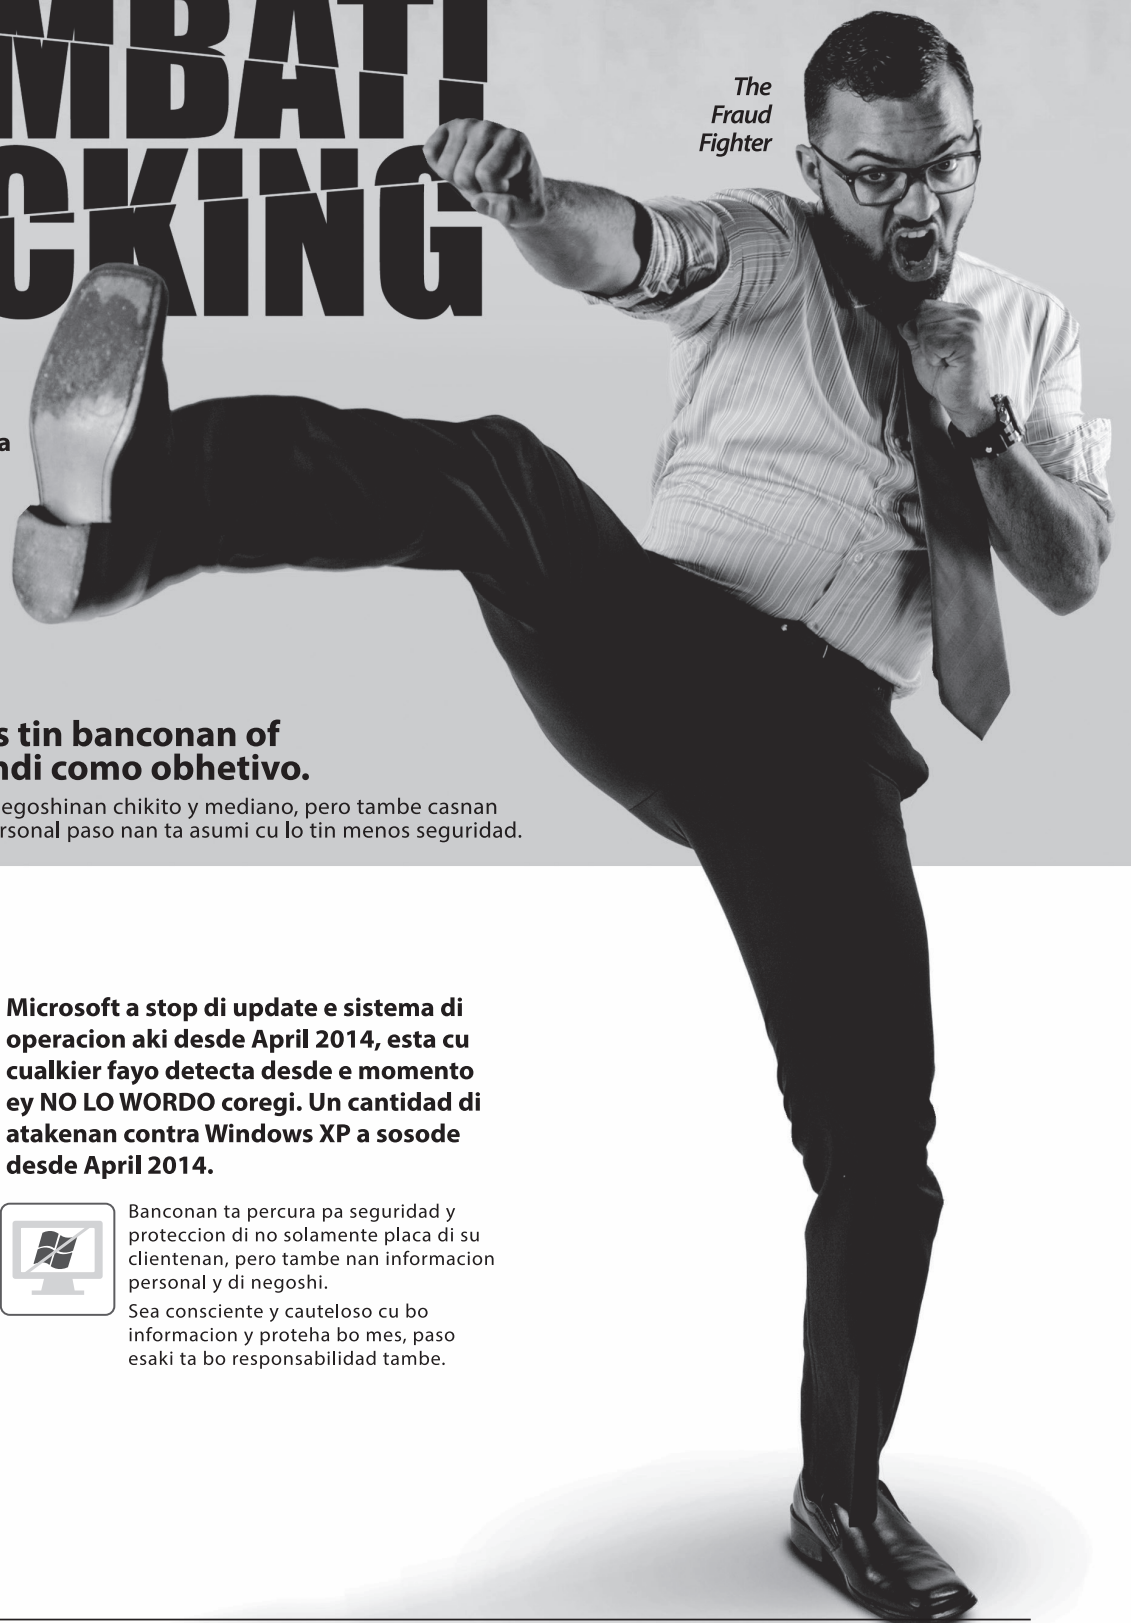 MBATI
CKING
The
Fraud
Fighter
a
s tin banconan of
ndi como obhetivo.
egoshinan chikito y mediano, pero tambe casnan
rsonal paso nan ta asumi cu lo tin menos seguridad.
Microsoft a stop di update e sistema di
operacion aki desde April 2014, esta cu
cualkier fayo detecta desde e momento
ey NO LO WORDO coregi. Un cantidad di
atakenan contra Windows XP a sosode
desde April 2014.
Banconan ta percura pa seguridad y
proteccion di no solamente placa di su
clientenan, pero tambe nan informacion
personal y di negoshi.
Sea consciente y cauteloso cu bo
informacion y proteha bo mes, paso
esaki ta bo responsabilidad tambe.